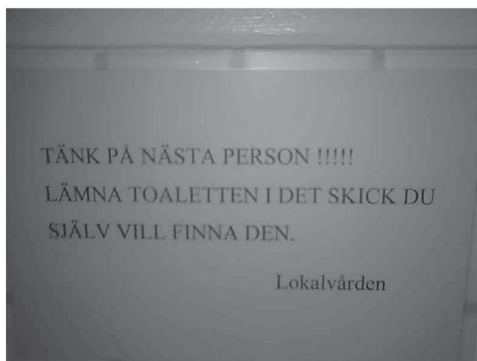 TÄNK PÅ NÄSTA PERSON !!!!!
LÄMNA TOALETTEN I DET SKICK DU
SJÄLV VILL FINNA DEN.
Lokalvården